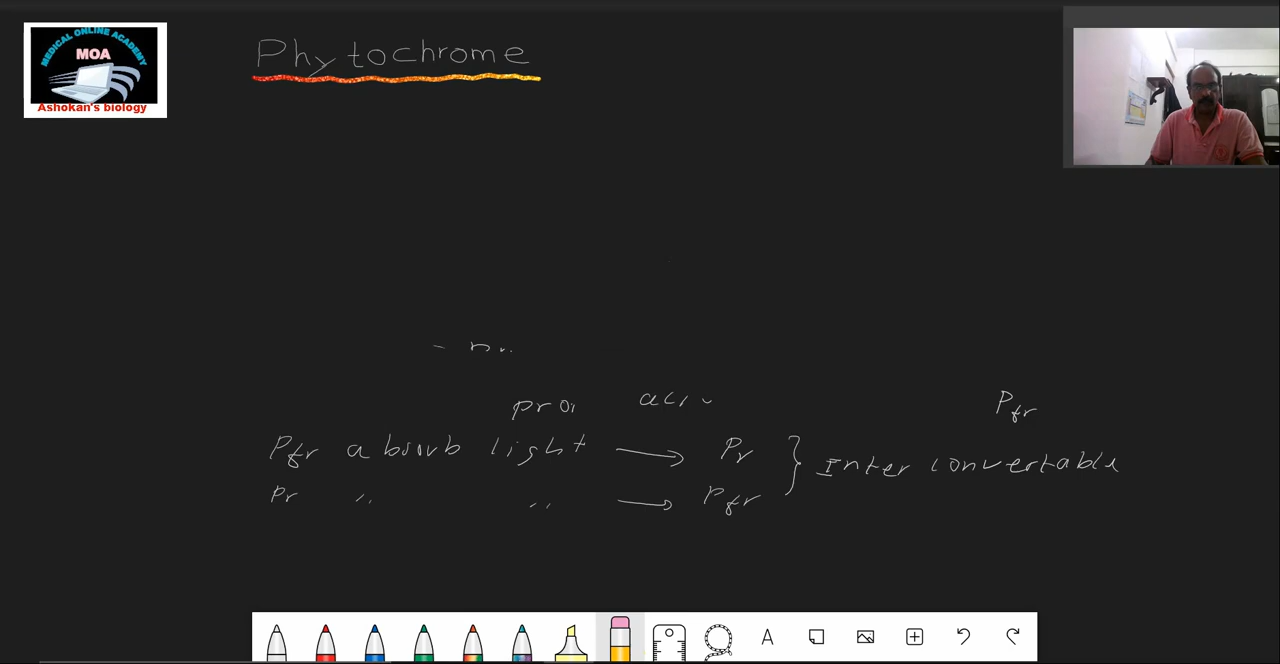 MEDICAL ONLINE ACADEMY
MOA
Ashokan's biology
Phytochrome
Pfr
Pfr absorb light → Pr } Inter convertable
Pr ,, ,, → Pfr
A